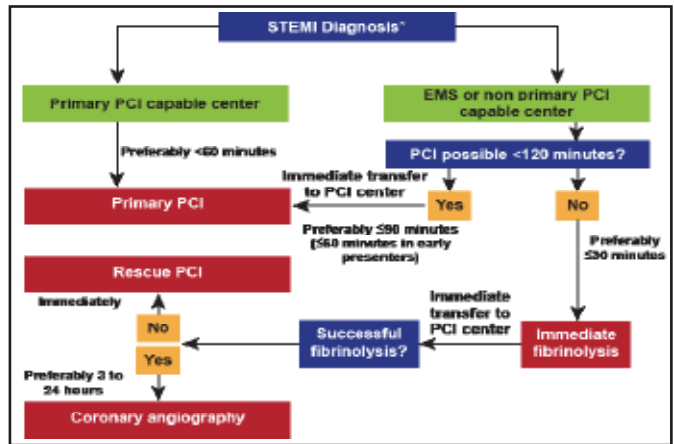 STEMI Diagnosis*
Primary PCI capable center
EMS or non primary PCI
capable center
Preferably <60 minutes
PCI possible <120 minutes?
Immediate transfer
to PCI center
Primary PCI
Yes
No
Preferably ≤90 minutes
(≤60 minutes in early
presenters)
Preferably
≤30 minutes
Rescue PCI
Immediately
Immediate
transfer to
PCI center
No
Successful
fibrinolysis?
Immediate
fibrinolysis
Yes
Preferably 3 to
24 hours
Coronary angiography